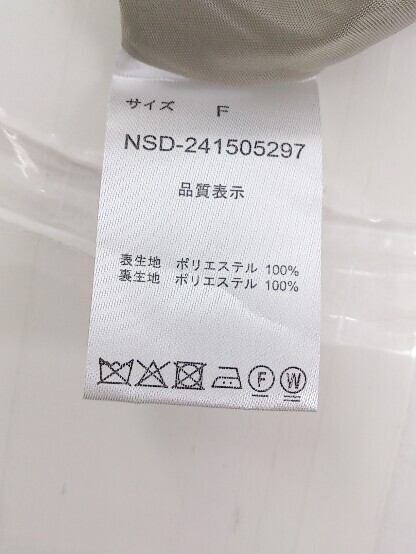 サイズ F
NSD-241505297
品質表示
表生地 ポリエステル 100%
裏生地 ポリエステル 100%
F W